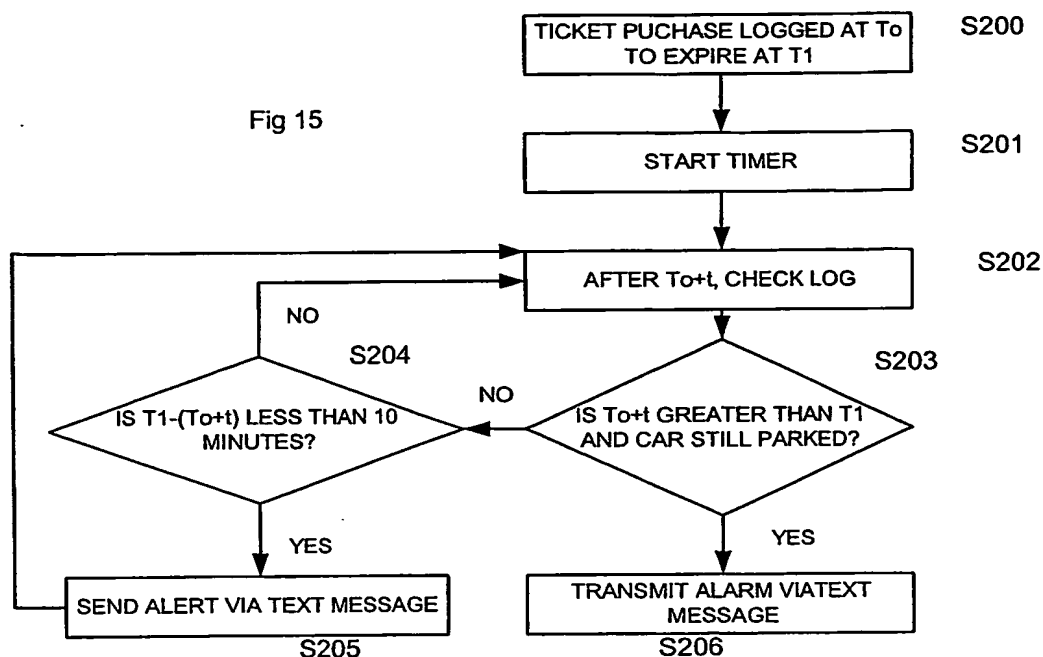 TICKET PUCHASE LOGGED AT To
TO EXPIRE AT T1
S200
Fig 15
START TIMER
S201
AFTER To+t, CHECK LOG
S202
NO
S204
IS T1-(To+t) LESS THAN 10
MINUTES?
NO
S203
IS To+t GREATER THAN T1
AND CAR STILL PARKED?
YES
YES
SEND ALERT VIA TEXT MESSAGE
S205
TRANSMIT ALARM VIATEXT
MESSAGE
S206